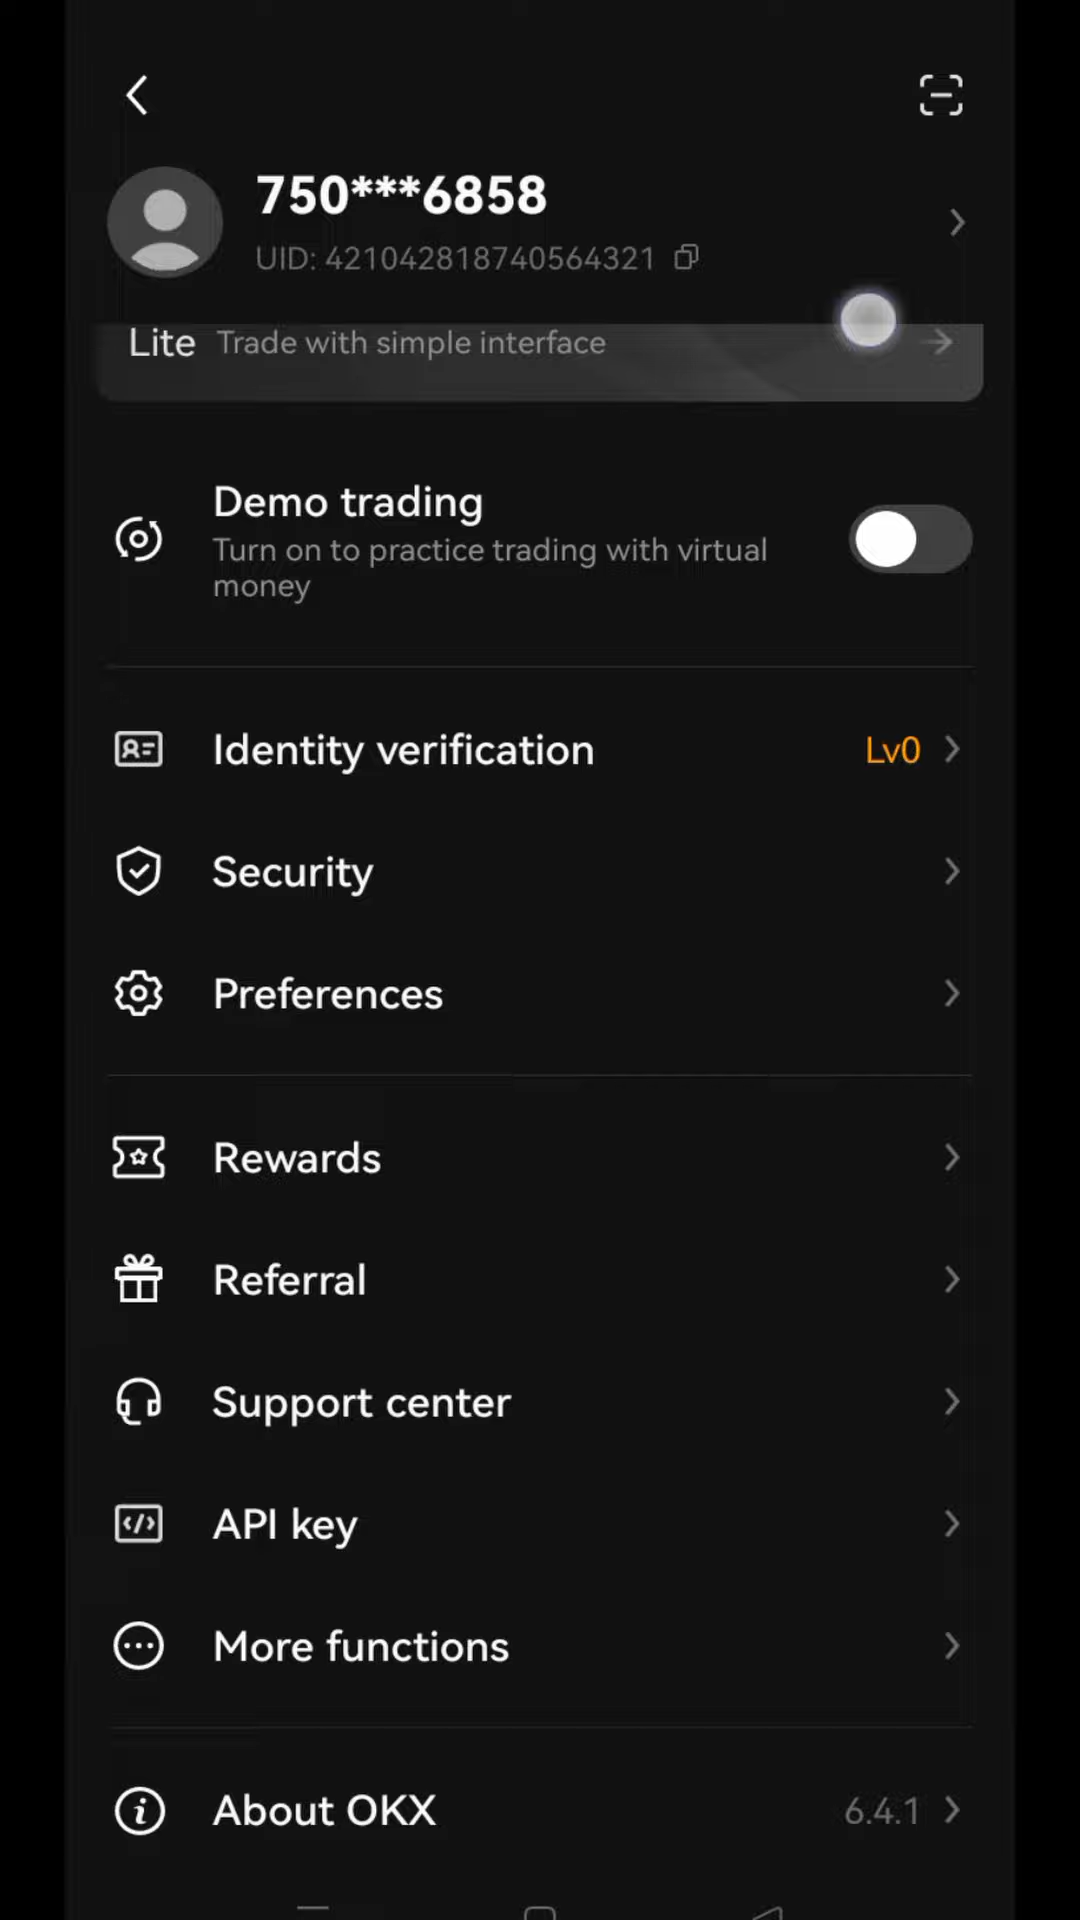 750***6858
UID: 421042818740564321
Lite Trade with simple interface
Demo trading
Turn on to practice trading with virtual
money
Identity verification Lv0
Security
Preferences
Rewards
Referral
Support center
API key
More functions
About OKX 6.4.1